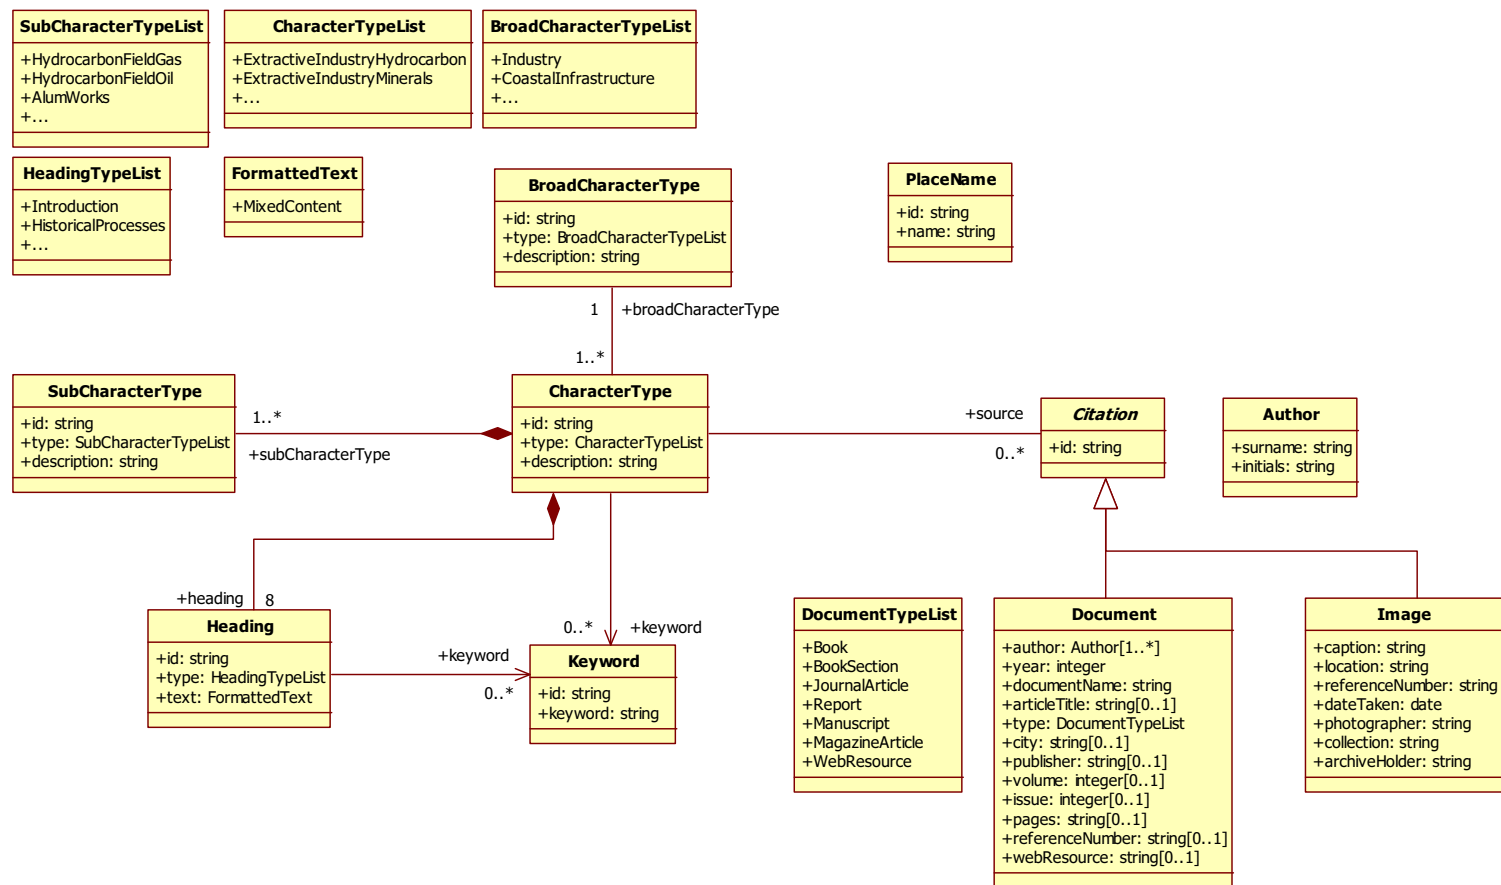 SubCharacterTypeList
+HydrocarbonFieldGas
+HydrocarbonFieldOil
+AlumWorks
+...
CharacterTypeList
+ExtractiveIndustryHydrocarbon
+ExtractiveIndustryMinerals
+...
BroadCharacterTypeList
+Industry
+CoastalInfrastructure
+...
HeadingTypeList
+Introduction
+HistoricalProcesses
+...
FormattedText
+MixedContent
BroadCharacterType
+id: string
+type: BroadCharacterTypeList
+description: string
PlaceName
+id: string
+name: string
1
+broadCharacterType
1..*
SubCharacterType
+id: string
+type: SubCharacterTypeList
+description: string
1..*
+subCharacterType
CharacterType
+id: string
+type: CharacterTypeList
+description: string
+source
0..*
Citation
+id: string
Author
+surname: string
+initials: string
+heading
8
Heading
+id: string
+type: HeadingTypeList
+text: FormattedText
+keyword
0..*
0..*
+keyword
Keyword
+id: string
+keyword: string
DocumentTypeList
+Book
+BookSection
+JournalArticle
+Report
+Manuscript
+MagazineArticle
+WebResource
Document
+author: Author[1..*]
+year: integer
+documentName: string
+articleTitle: string[0..1]
+type: DocumentTypeList
+city: string[0..1]
+publisher: string[0..1]
+volume: integer[0..1]
+issue: integer[0..1]
+pages: string[0..1]
+referenceNumber: string[0..1]
+webResource: string[0..1]
Image
+caption: string
+location: string
+referenceNumber: string
+dateTaken: date
+photographer: string
+collection: string
+archiveHolder: string